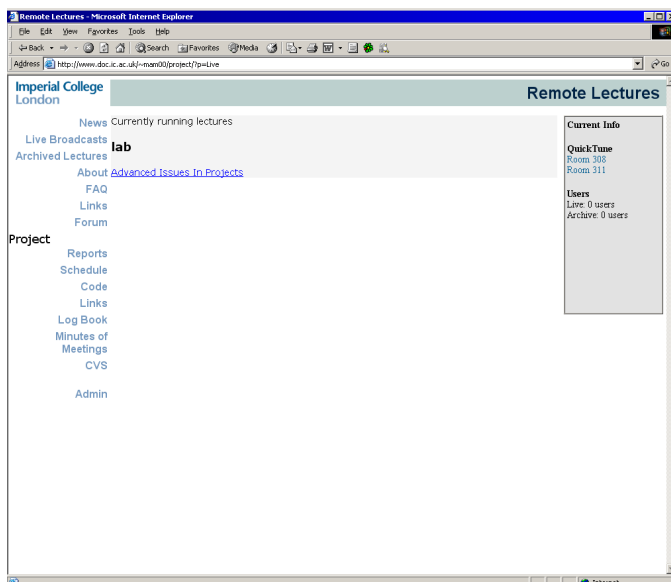 Remote Lectures - Microsoft Internet Explorer
File Edit View Favorites Tools Help
Back Search Favorites Media
Address http://www.doc.ic.ac.uk/~mam00/project/?p=Live Go
Imperial College
London
Remote Lectures
News
Live Broadcasts
Archived Lectures
About
FAQ
Links
Forum
Project
Reports
Schedule
Code
Links
Log Book
Minutes of
Meetings
CVS
Admin
Currently running lectures
lab
Advanced Issues In Projects
Current Info
QuickTune
Room 308
Room 311
Users
Live: 0 users
Archive: 0 users
Internet